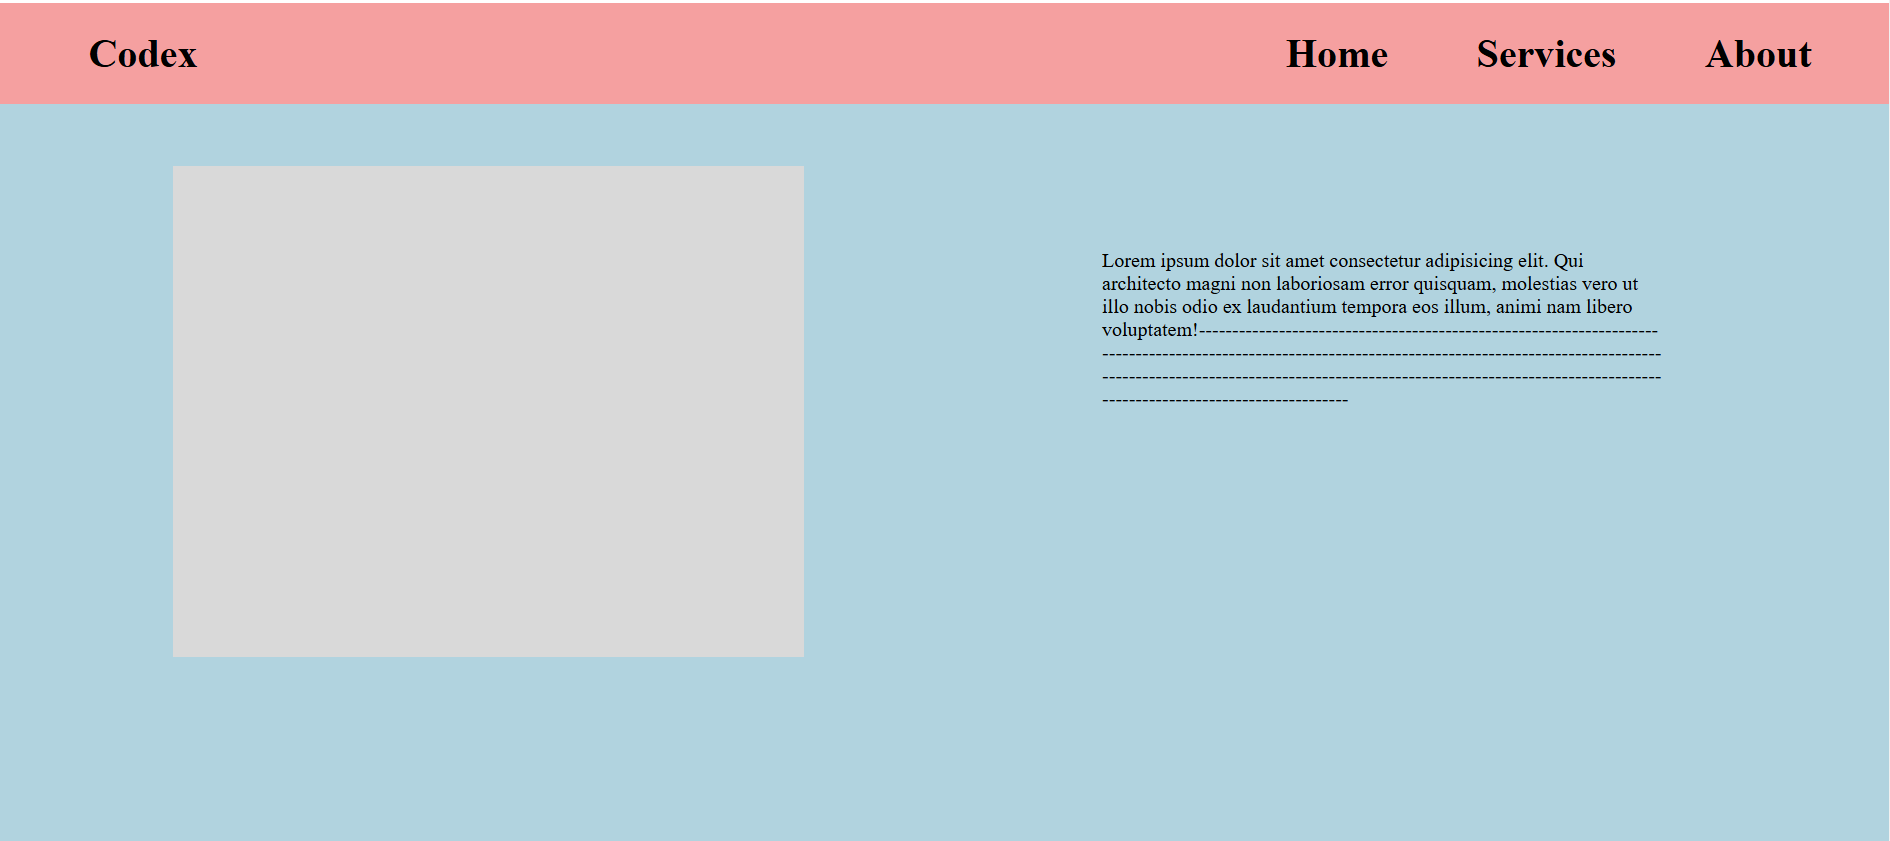 Codex
Home Services About
Lorem ipsum dolor sit amet consectetur adipisicing elit. Qui
architecto magni non laboriosam error quisquam, molestias vero ut
illo nobis odio ex laudantium tempora eos illum, animi nam libero
voluptatem!---------------------------------------------------------------------
------------------------------------------------------------------------------------
------------------------------------------------------------------------------------
-------------------------------------